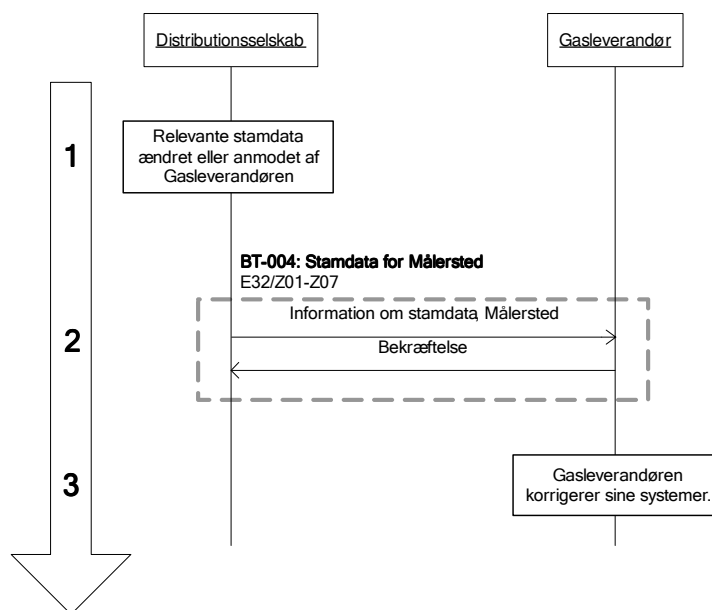 Distributionsselskab
Gasleverandør
1
Relevante stamdata
ændret eller anmodet af
Gasleverandøren
BT-004: Stamdata for Målersted
E32/Z01-Z07
2
Information om stamdata, Målersted
Bekræftelse
3
Gasleverandøren
korrigerer sine systemer.